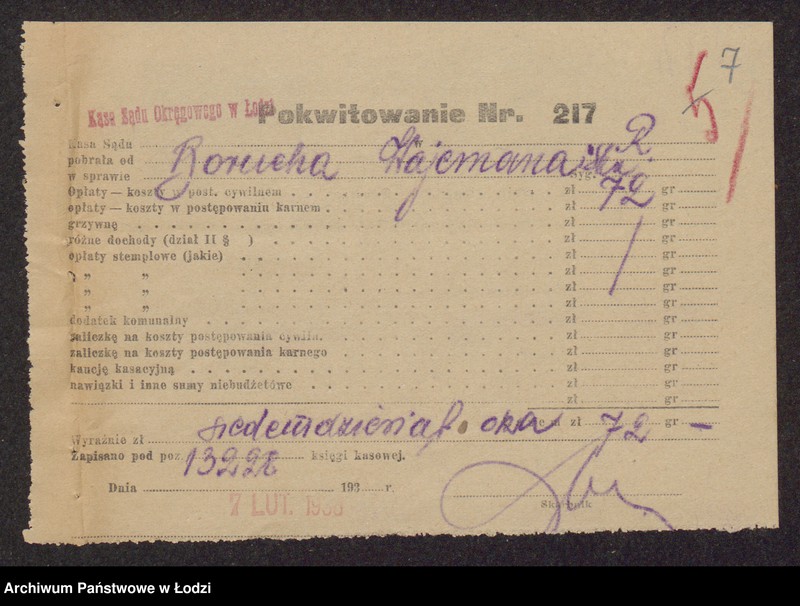 7
Kasa Sądu Okręgowego w Łodzi
Pokwitowanie Nr. 217
Kasa Sądu
pobrała od Borucha Hajemana
w sprawie R
Opłaty — koszty w post. cywilnem zł 72 gr
opłaty — koszty w postępowaniu karnem zł gr
grzywnę zł gr
różne dochody (dział II § ) zł gr
opłaty stemplowe (jakie) zł gr
„ „ zł gr
„ „ zł gr
„ „ zł gr
dodatek komunalny zł gr
zaliczkę na koszty postępowania cywiln. zł gr
zaliczkę na koszty postępowania karnego zł gr
kaucję kasacyjną zł gr
nawiązki i inne sumy niebudżetowe zł gr
zł gr
Wyraźnie zł siedemdziesiąt zł 72 — gr
Zapisano pod poz. 13228 księgi kasowej.
Dnia 193 r.
7 LUT.
Skarbnik
Archiwum Państwowe w Łodzi